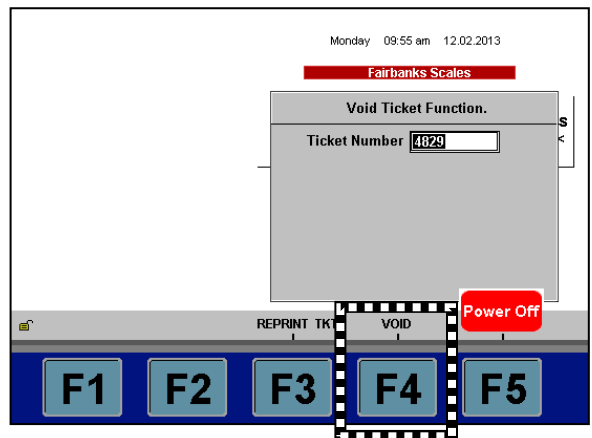 Monday 09:55 am 12.02.2013
Fairbanks Scales
Void Ticket Function.
S
Ticket Number 4829
<
Power Off
REPRINT TKT VOID
F1 F2 F3 F4 F5